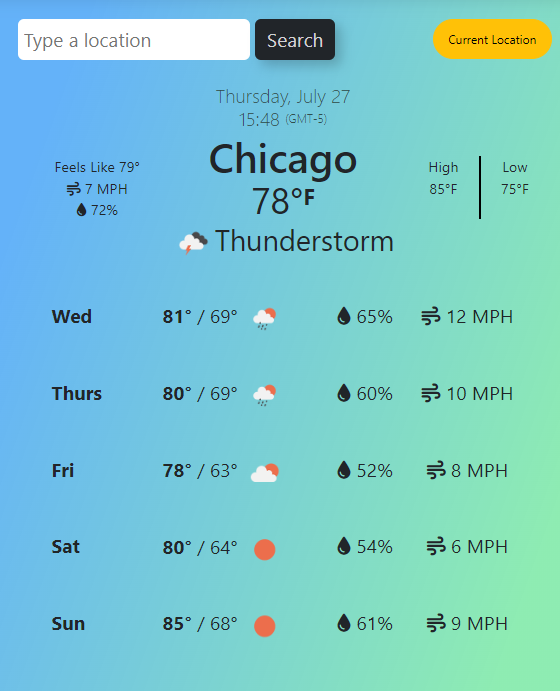 Type a location Search Current Location
Thursday, July 27
15:48 (GMT-5)
Chicago
78°F
Thunderstorm
Feels Like 79°
7 MPH
72%
High Low
85°F 75°F
Wed 81° / 69° 65% 12 MPH
Thurs 80° / 69° 60% 10 MPH
Fri 78° / 63° 52% 8 MPH
Sat 80° / 64° 54% 6 MPH
Sun 85° / 68° 61% 9 MPH